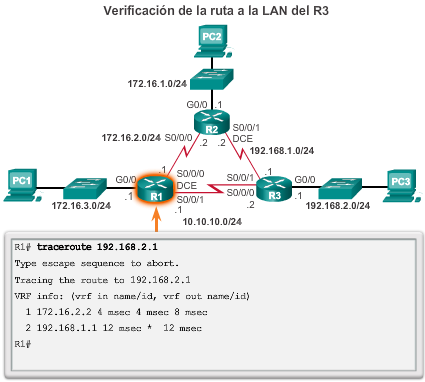 Verificación de la ruta a la LAN del R3
PC2
172.16.1.0/24
G0/0
.1
172.16.2.0/24
S0/0/0
.2
R2
.2
S0/0/1
DCE
192.168.1.0/24
PC1
G0/0
.1
172.16.3.0/24
.1
S0/0/0
DCE
R1
S0/0/1
.1
10.10.10.0/24
S0/0/1
.1
S0/0/0
.2
R3
G0/0
.1
192.168.2.0/24
PC3
R1# traceroute 192.168.2.1
Type escape sequence to abort.
Tracing the route to 192.168.2.1
VRF info: (vrf in name/id, vrf out name/id)
1 172.16.2.2 4 msec 4 msec 8 msec
2 192.168.1.1 12 msec * 12 msec
R1#